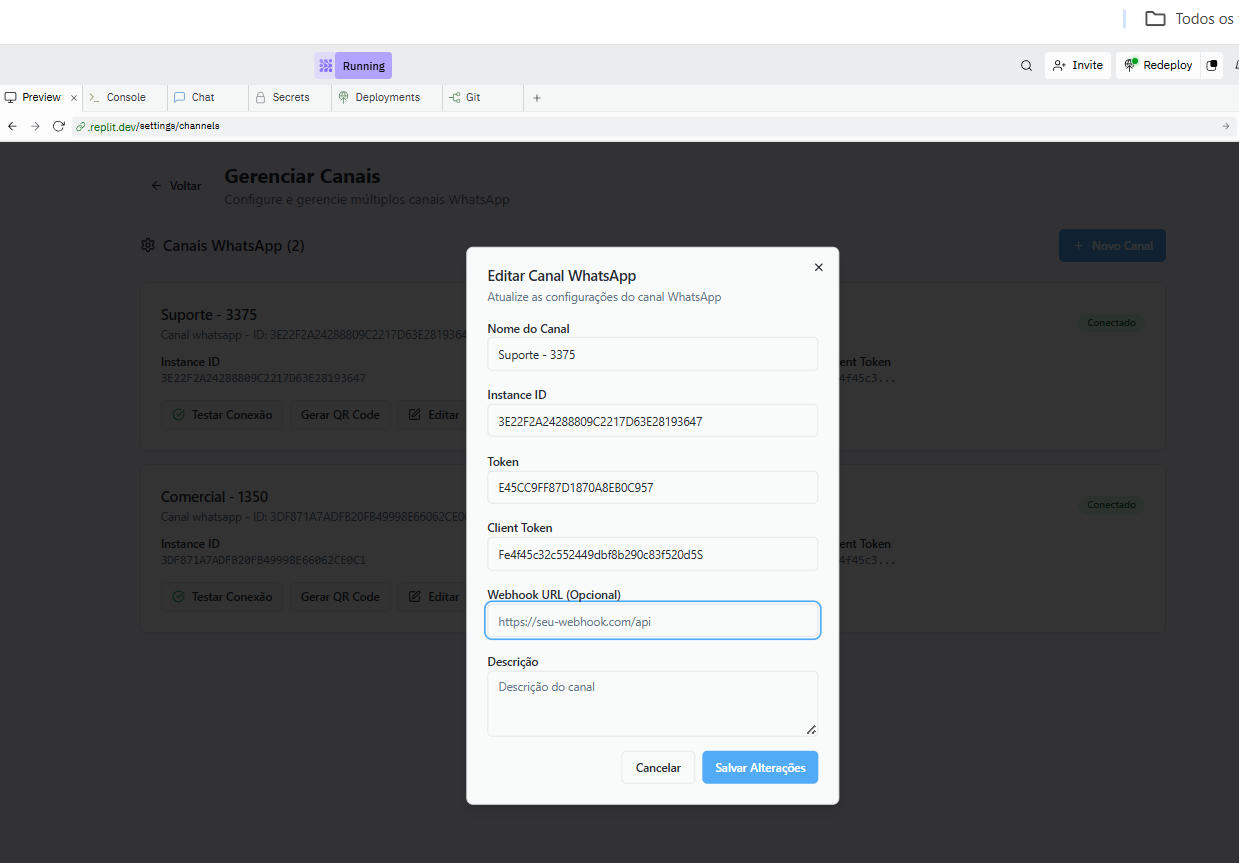 Todos os
Running
Invite
Redeploy
Preview
Console
Chat
Secrets
Deployments
Git
.replit.dev/settings/channels
Voltar
Gerenciar Canais
Configure e gerencie múltiplos canais WhatsApp
Canais WhatsApp (2)
Novo Canal
Suporte - 3375
Canal whatsapp - ID: 3E22F2A24288809C2217D63E2819364
Conectado
Instance ID
3E22F2A24288809C2217D63E28193647
ent Token
4f45c3...
Testar Conexão
Gerar QR Code
Editar
Comercial - 1350
Canal whatsapp - ID: 3DF871A7ADFB20FB49998E66062CE0
Conectado
Instance ID
3DF871A7ADFB20FB49998E66062CE0C1
ent Token
4f45c3...
Testar Conexão
Gerar QR Code
Editar
Editar Canal WhatsApp
Atualize as configurações do canal WhatsApp
Nome do Canal
Suporte - 3375
Instance ID
3E22F2A24288809C2217D63E28193647
Token
E45CC9FF87D1870A8EB0C957
Client Token
Fe4f45c32c552449dbf8b290c83f520d5S
Webhook URL (Opcional)
https://seu-webhook.com/api
Descrição
Descrição do canal
Cancelar
Salvar Alterações